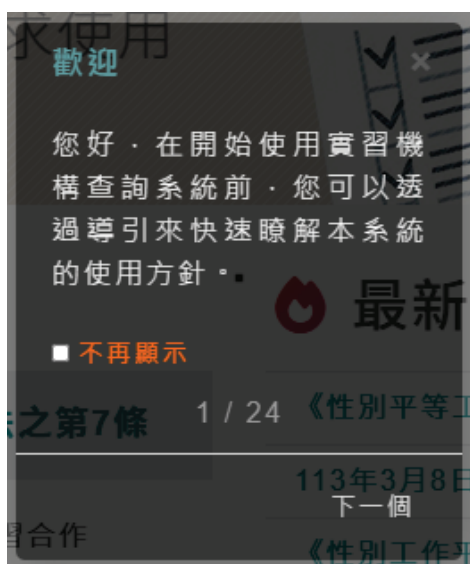 求使用
歡迎
×
您好,在開始使用實習機
構查詢系統前,您可以透
過導引來快速瞭解本系統
的使用方針。
最新
不再顯示
之第7條
1 / 24
《性別平等工
113年3月8日
下一個
習合作
《性別工作平